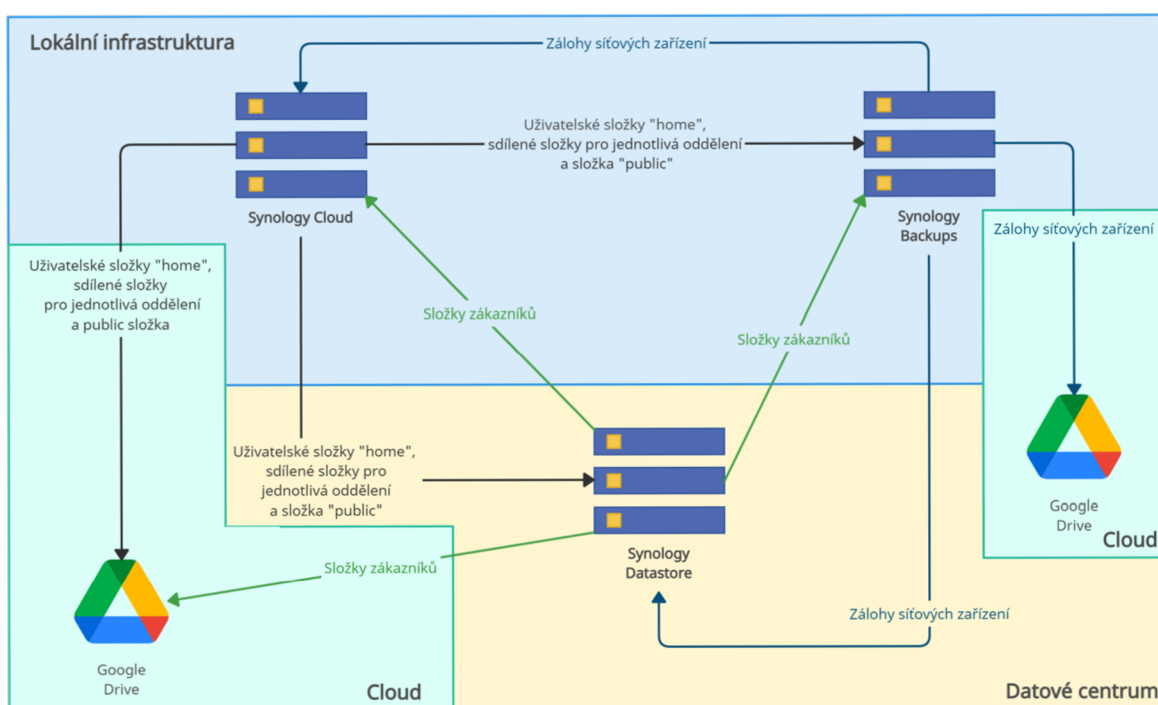 Lokální infrastruktura
Zálohy síťových zařízení
Uživatelské složky "home",
sdílené složky pro jednotlivá oddělení
a složka "public"
Synology Cloud
Synology
Backups
Zálohy síťových zařízení
Uživatelské složky "home",
sdílené složky
pro jednotlivá oddělení
a public složka
Složky zákazníků
Složky zákazníků
Uživatelské složky "home",
sdílené složky pro
jednotlivá oddělení
a složka "public"
Google
Drive
Cloud
Synology
Datastore
Složky zákazníků
Zálohy síťových zařízení
Google
Drive
Cloud
Datové centrum